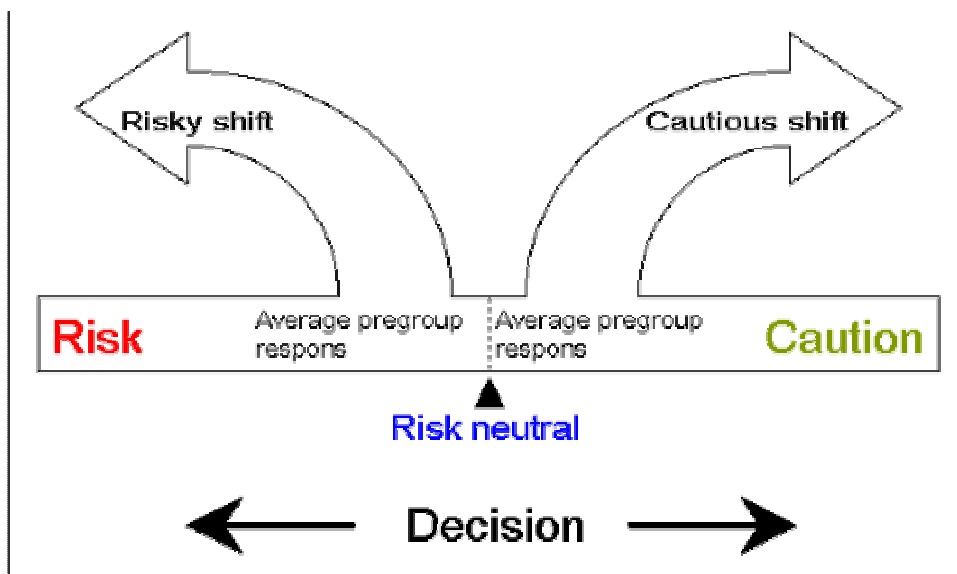 Risky shift
Cautious shift
Risk
Average pregroup
respons
Average pregroup
respons
Caution
Risk neutral
Decision